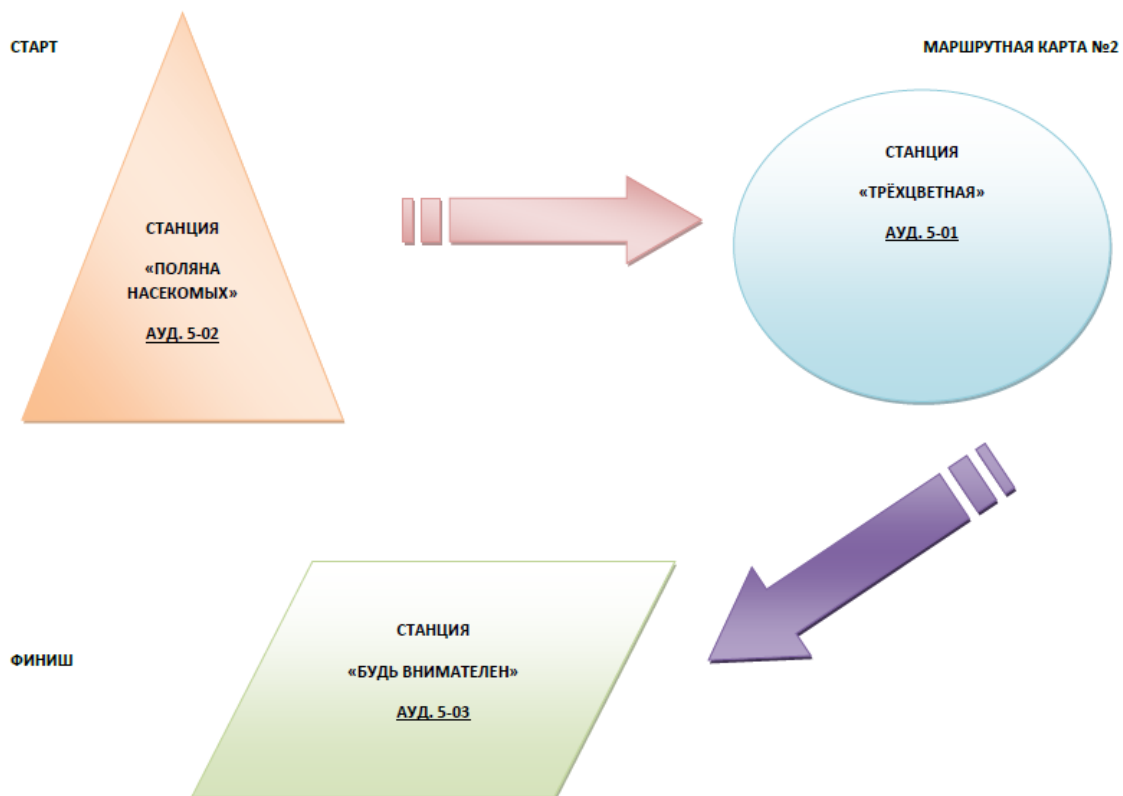 СТАРТ
МАРШРУТНАЯ КАРТА №2
СТАНЦИЯ
«ПОЛЯНА
НАСЕКОМЫХ»
АУД. 5-02
СТАНЦИЯ
«ТРЁХЦВЕТНАЯ»
АУД. 5-01
СТАНЦИЯ
«БУДЬ ВНИМАТЕЛЕН»
АУД. 5-03
ФИНИШ